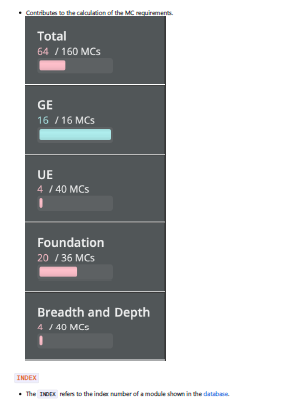 Contributes to the calculation of the MC requirements.
Total
64 / 160 MCs
GE
16 / 16 MCs
UE
4 / 40 MCs
Foundation
20 / 36 MCs
Breadth and Depth
4 / 40 MCs
INDEX
The INDEX refers to the index number of a module shown in the database.